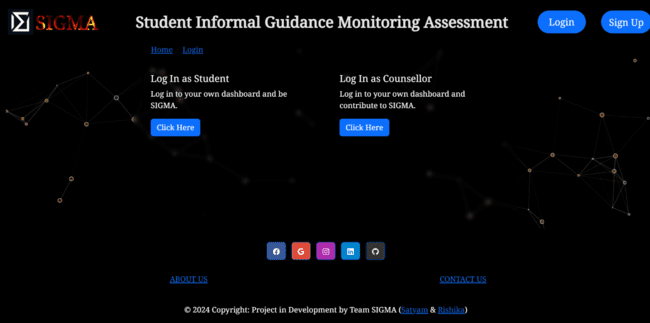 SIGMA Student Informal Guidance Monitoring Assessment Login Sign Up
Home Login
Log In as Student
Log in to your own dashboard and be
SIGMA.
Click Here
Log In as Counsellor
Log in to your own dashboard and
contribute to SIGMA.
Click Here
ABOUT US CONTACT US
© 2024 Copyright: Project in Development by Team SIGMA (Satyam & Rishika)